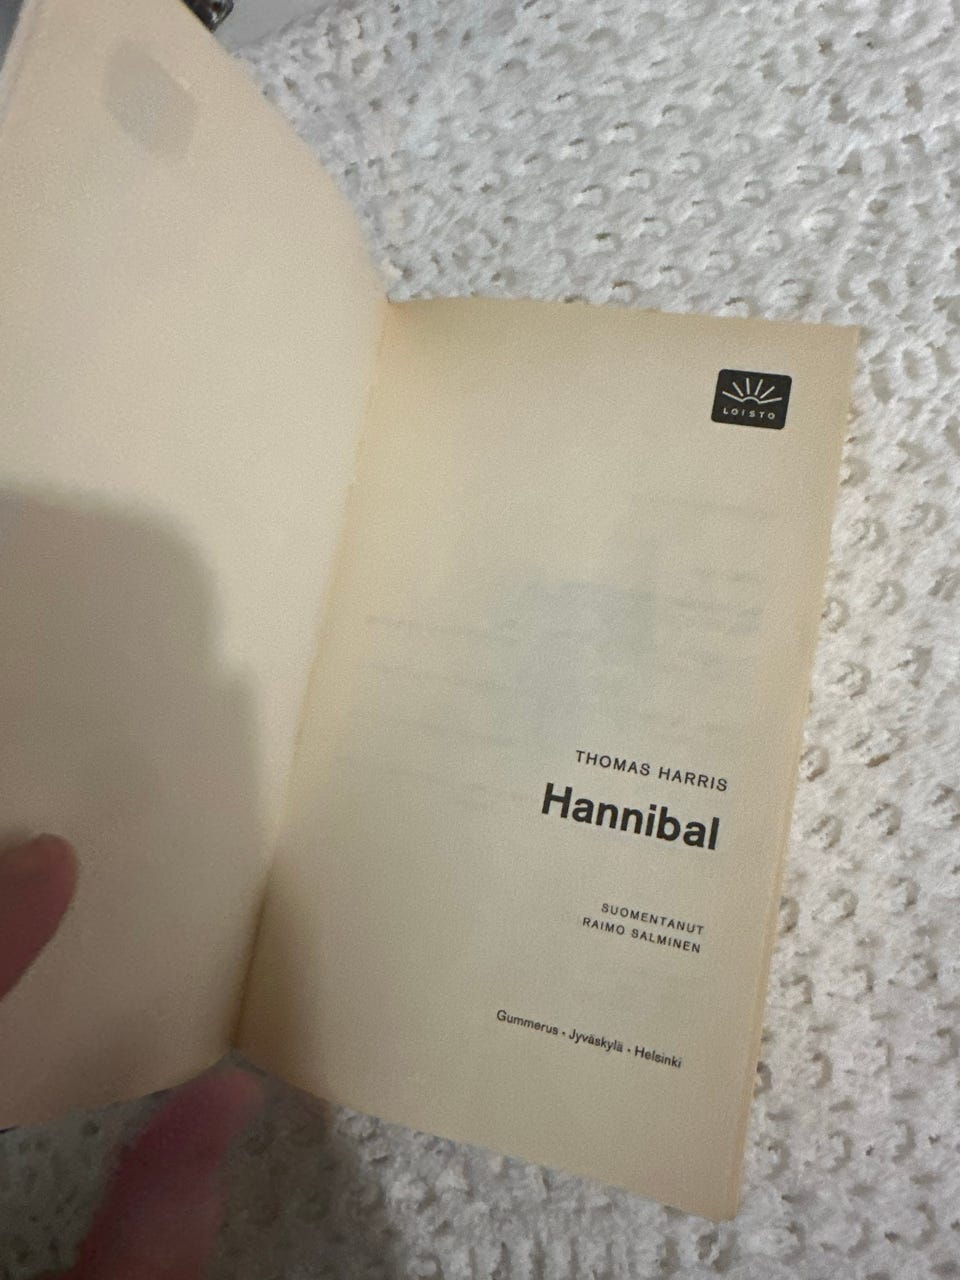 LOISTO
THOMAS HARRIS
Hannibal
SUOMENTANUT
RAIMO SALMINEN
Gummerus • Jyväskylä • Helsinki